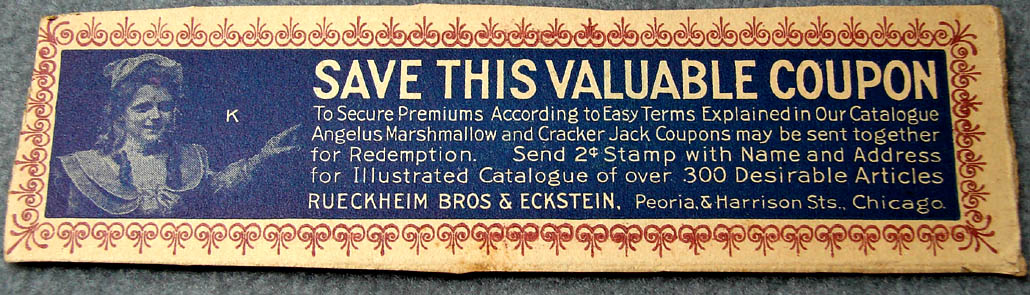 K
SAVE THIS VALUABLE COUPON
To Secure Premiums According to Easy Terms Explained in Our Catalogue
Angelus Marshmallow and Cracker Jack Coupons may be sent together
for Redemption. Send 2¢ Stamp with Name and Address
for Illustrated Catalogue of over 300 Desirable Articles
RUECKHEIM BROS & ECKSTEIN, Peoria, & Harrison Sts., Chicago.